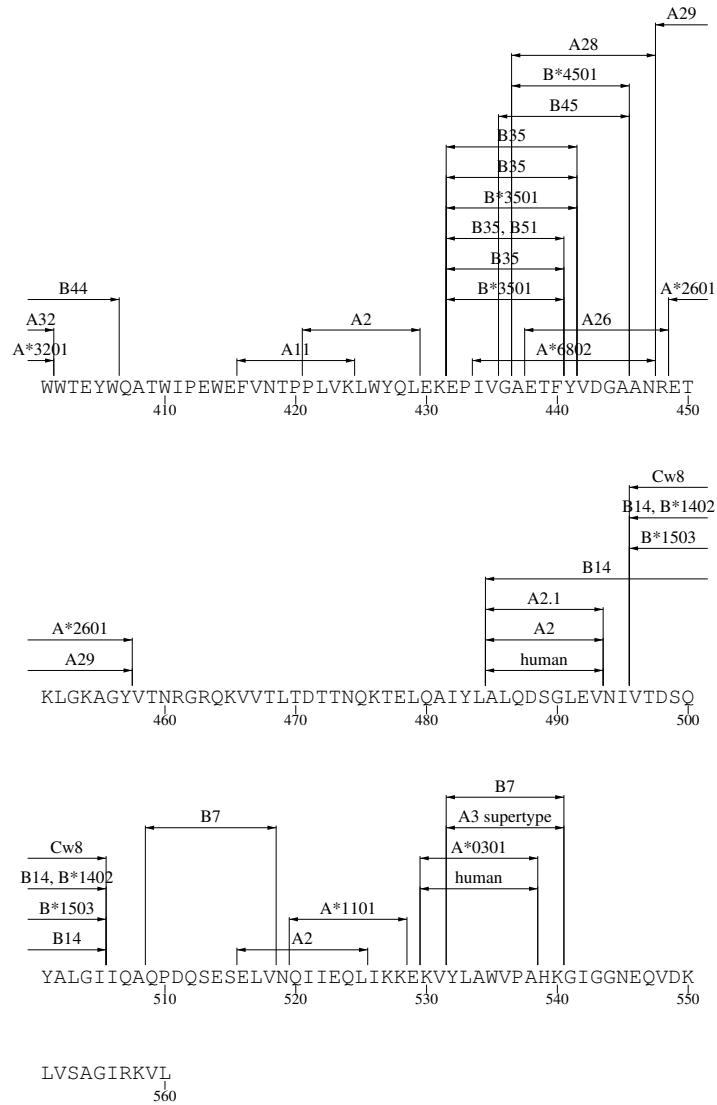 A29
A28
B*4501
B45
B35
B35
B*3501
B35, B51
B44 B35
B*3501 A*2601
A32 A2 A26
A*3201 A11 A*6802
WWTEYWQATWIPEWEFVNTPPLVKLWYQLEKEPIVGAETFYVDGAANRET
410 420 430 440 450
Cw8
B14, B*1402
B*1503
B14
A2.1
A*2601 A2
A29 human
KLGKAGYVTNRGRQKVVTLTDTTNQKTELQAIYLALQDSGLEVNIVTDSQ
460 470 480 490 500
B7
B7 A3 supertype
Cw8 A*0301
B14, B*1402 human
B*1503 A*1101
B14 A2
YALGIIQAQPDQSESELVNQIIEQLIKKEKVYLAWVPAHKGIGGNEQVDK
510 520 530 540 550
LVSAGIRKVL
560